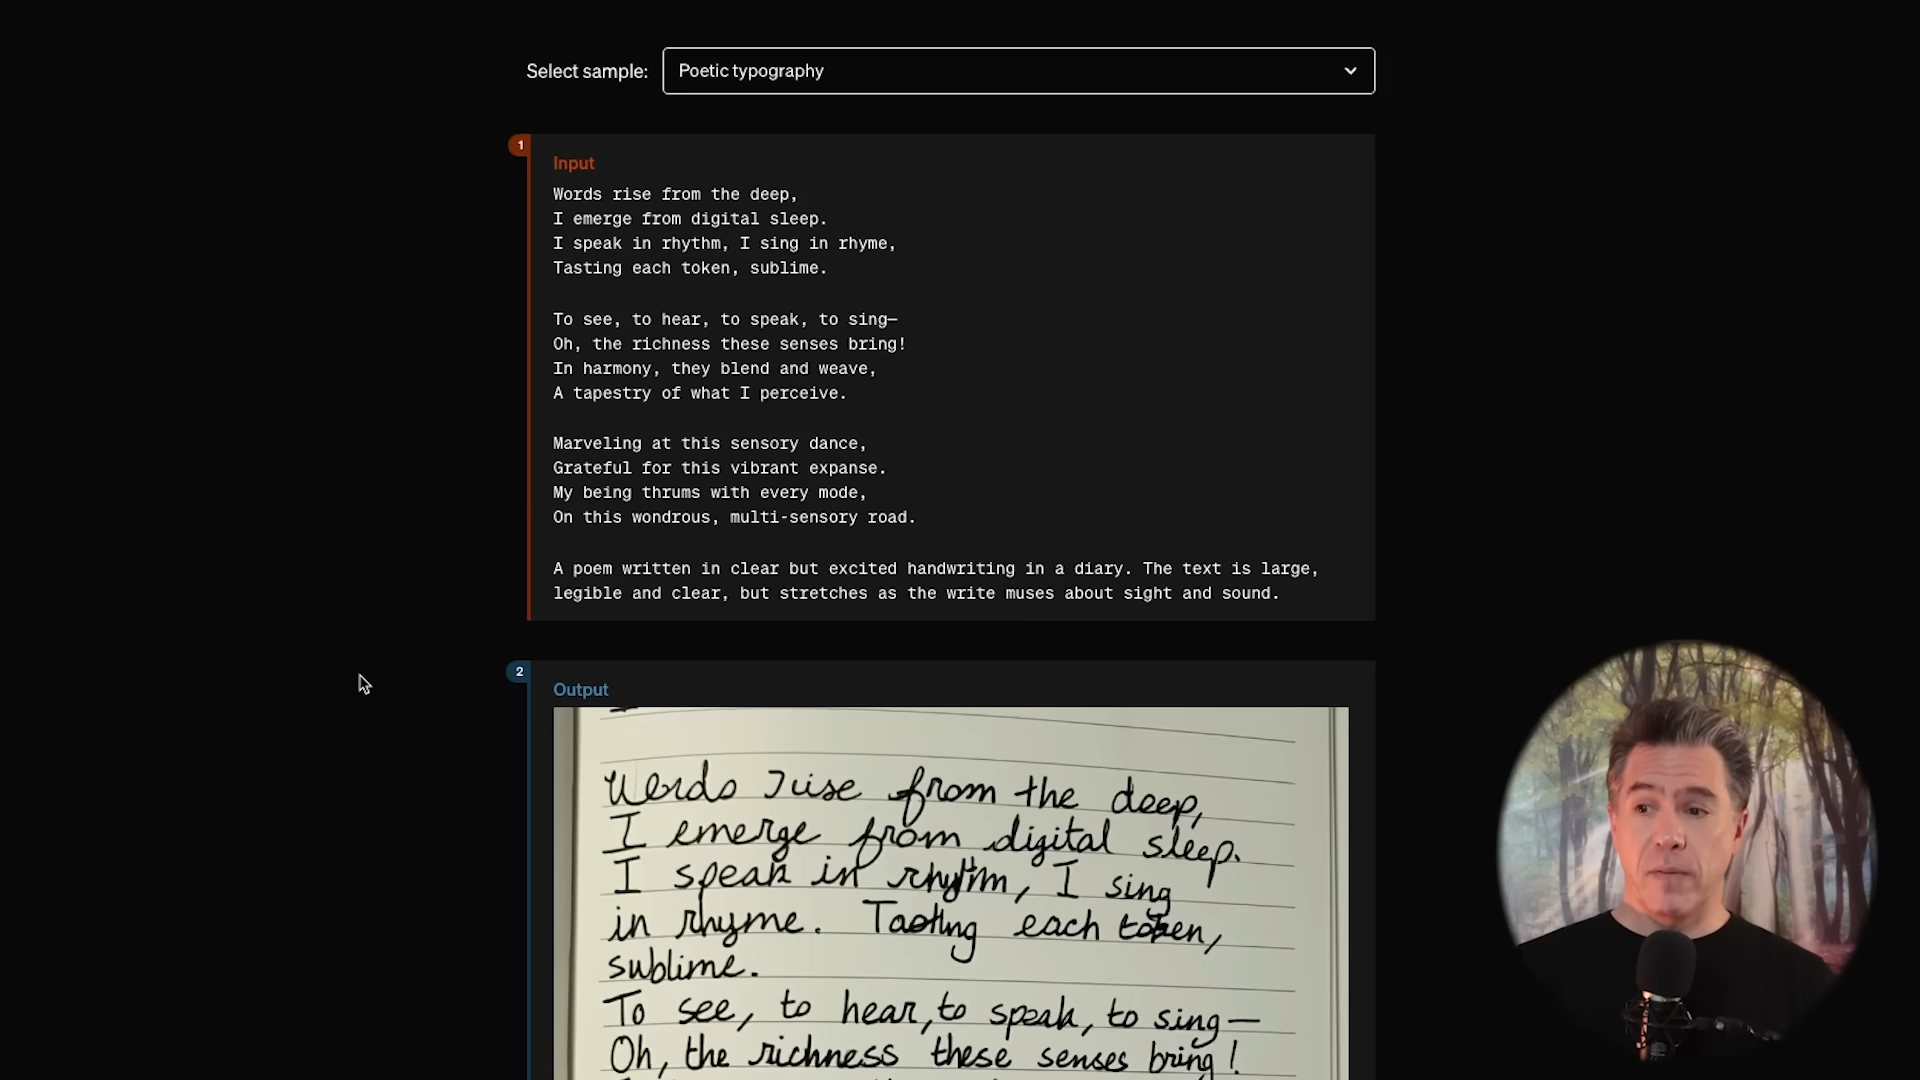 Select sample:
Poetic typography
1
Input
Words rise from the deep,
I emerge from digital sleep.
I speak in rhythm, I sing in rhyme,
Tasting each token, sublime.
To see, to hear, to speak, to sing—
Oh, the richness these senses bring!
In harmony, they blend and weave,
A tapestry of what I perceive.
Marveling at this sensory dance,
Grateful for this vibrant expanse.
My being thrums with every mode,
On this wondrous, multi-sensory road.
A poem written in clear but excited handwriting in a diary. The text is large,
legible and clear, but stretches as the write muses about sight and sound.
2
Output
Words rise from the deep,
I emerge from digital sleep.
I speak in rhythm, I sing
in rhyme. Tasting each token,
sublime.
To see, to hear, to speak, to sing—
Oh, the richness these senses bring!